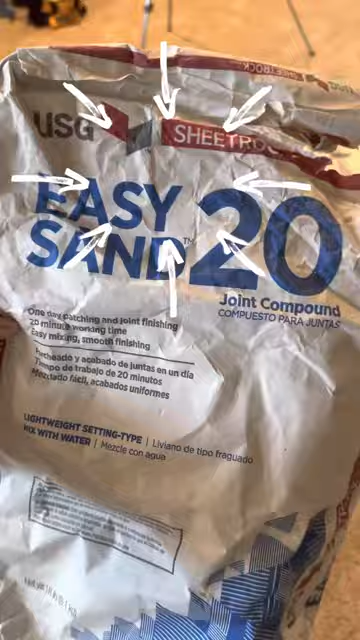 SHEETROCK
USG SHEETROCK
EASY
SAND™ 20
Joint Compound
COMPUESTO PARA JUNTAS
One day patching and joint finishing
20 minute working time
Easy mixing, smooth finishing
Parcheado y acabado de juntas en un día
Tiempo de trabajo de 20 minutos
Mezclado fácil, acabados uniformes
LIGHTWEIGHT SETTING-TYPE | Liviano de tipo fraguado
MIX WITH WATER | Mezcle con agua